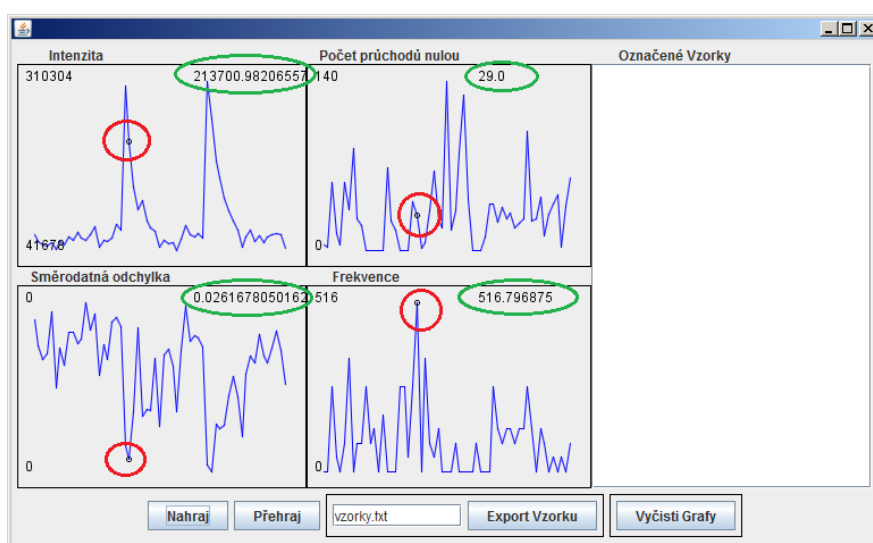 Intenzita
Počet průchodů nulou
Označené Vzorky
310304
213700.98206557
140
29.0
41678
0
Směrodatná odchylka
Frekvence
0
0.0261678050162
516
516.796875
0
0
Nahraj
Přehraj
vzorky.txt
Export Vzorku
Vyčisti Grafy